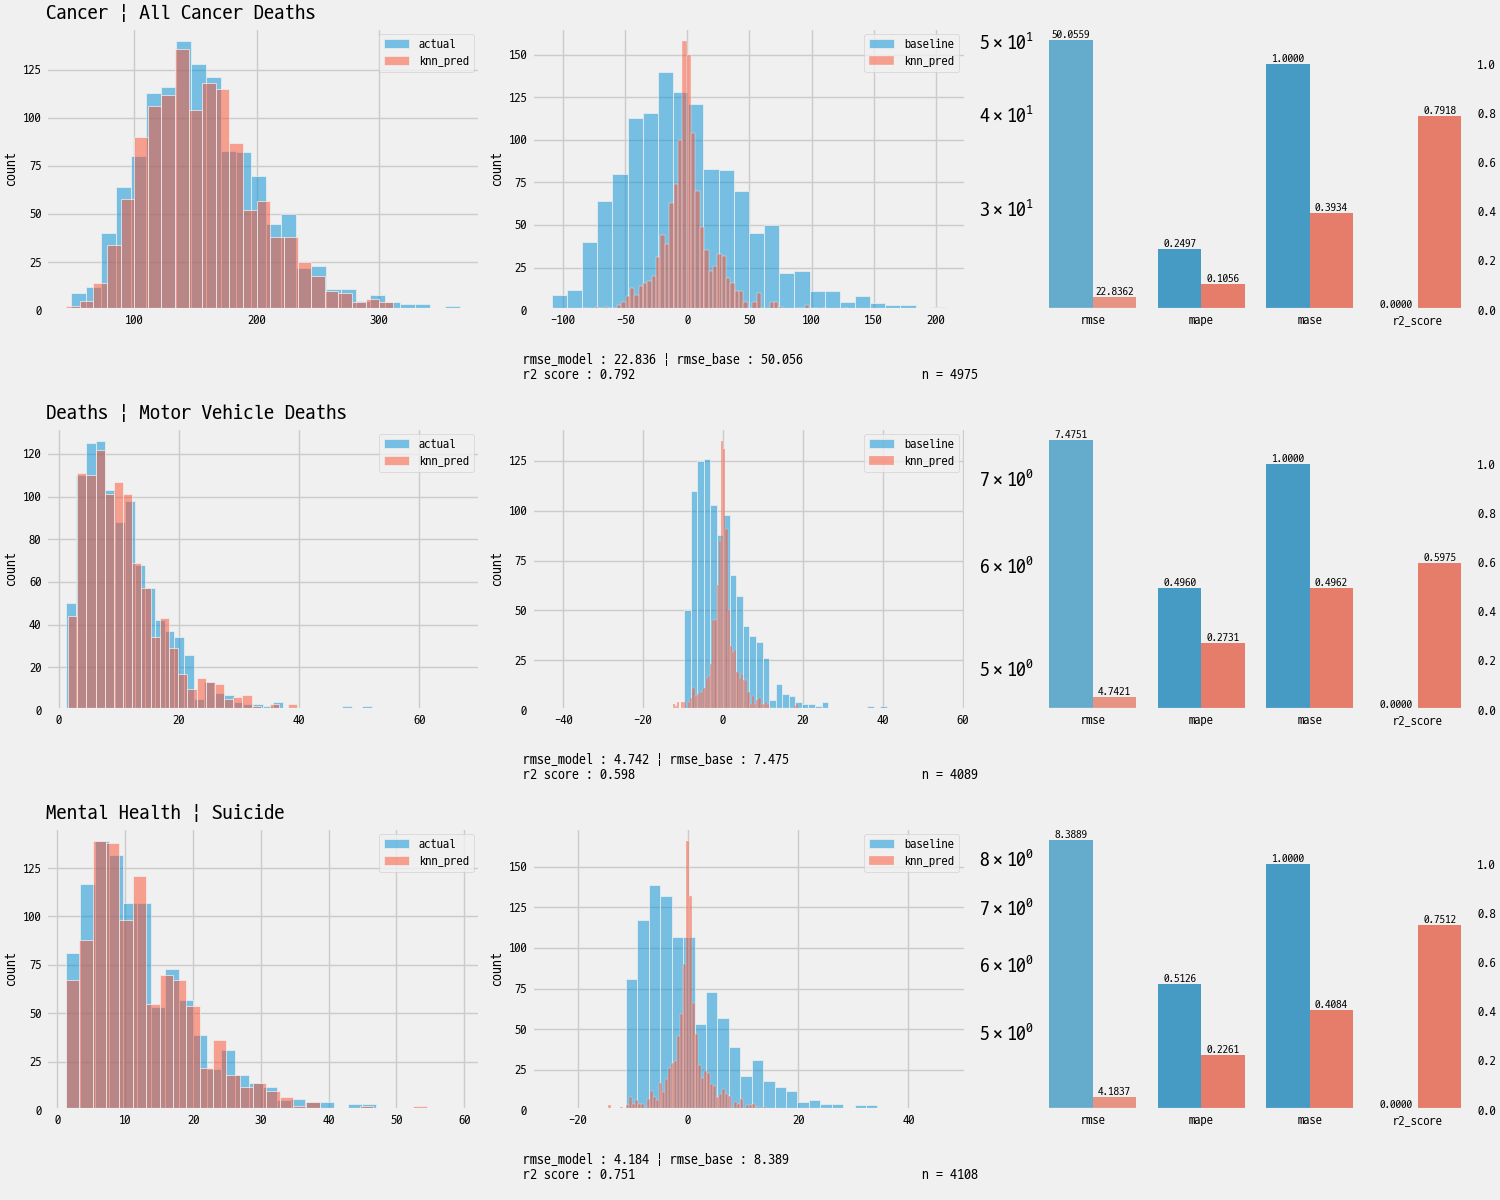 Cancer ¦ All Cancer Deaths
actual
knn_pred
count
125
100
75
50
25
0
100
200
300
baseline
knn_pred
count
150
125
100
75
50
25
0
−100
−50
0
50
100
150
200
5 × 10¹
4 × 10¹
3 × 10¹
50.0559
22.8362
0.2497
0.1056
1.0000
0.3934
0.0000
0.7918
rmse
mape
mase
r2_score
1.0
0.8
0.6
0.4
0.2
0.0
rmse_model : 22.836 ¦ rmse_base : 50.056
r2 score : 0.792
n = 4975
Deaths ¦ Motor Vehicle Deaths
actual
knn_pred
count
120
100
80
60
40
20
0
0
20
40
60
baseline
knn_pred
count
125
100
75
50
25
0
−40
−20
0
20
40
60
7 × 10⁰
6 × 10⁰
5 × 10⁰
7.4751
4.7421
0.4960
0.2731
1.0000
0.4962
0.0000
0.5975
rmse
mape
mase
r2_score
1.0
0.8
0.6
0.4
0.2
0.0
rmse_model : 4.742 ¦ rmse_base : 7.475
r2 score : 0.598
n = 4089
Mental Health ¦ Suicide
actual
knn_pred
count
125
100
75
50
25
0
0
10
20
30
40
50
60
baseline
knn_pred
count
150
125
100
75
50
25
0
−20
0
20
40
8 × 10⁰
7 × 10⁰
6 × 10⁰
5 × 10⁰
8.3889
4.1837
0.5126
0.2261
1.0000
0.4084
0.0000
0.7512
rmse
mape
mase
r2_score
1.0
0.8
0.6
0.4
0.2
0.0
rmse_model : 4.184 ¦ rmse_base : 8.389
r2 score : 0.751
n = 4108